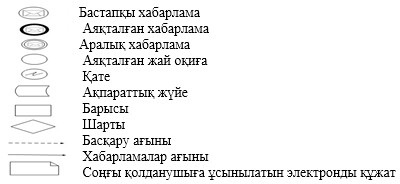 Бастапқы хабарлама
Аяқталған хабарлама
Аралық хабарлама
Аяқталған жай оқиға
Қате
Ақпараттық жүйе
Барысы
Шарты
Басқару ағыны
Хабарламалар ағыны
Соңғы қолданушыға ұсынылатын электронды құжат